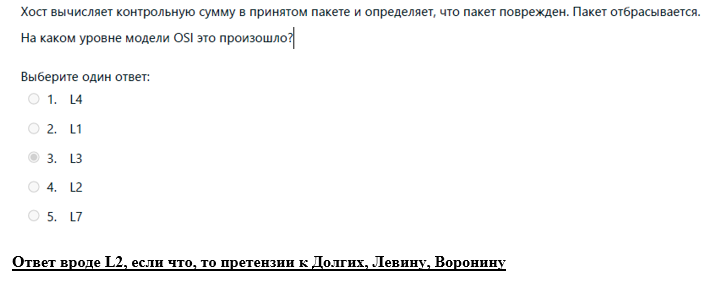 Хост вычисляет контрольную сумму в принятом пакете и определяет, что пакет поврежден. Пакет отбрасывается.
На каком уровне модели OSI это произошло?
Выберите один ответ:
1. L4
2. L1
3. L3
4. L2
5. L7
Ответ вроде L2, если что, то претензии к Долгих, Левину, Воронину